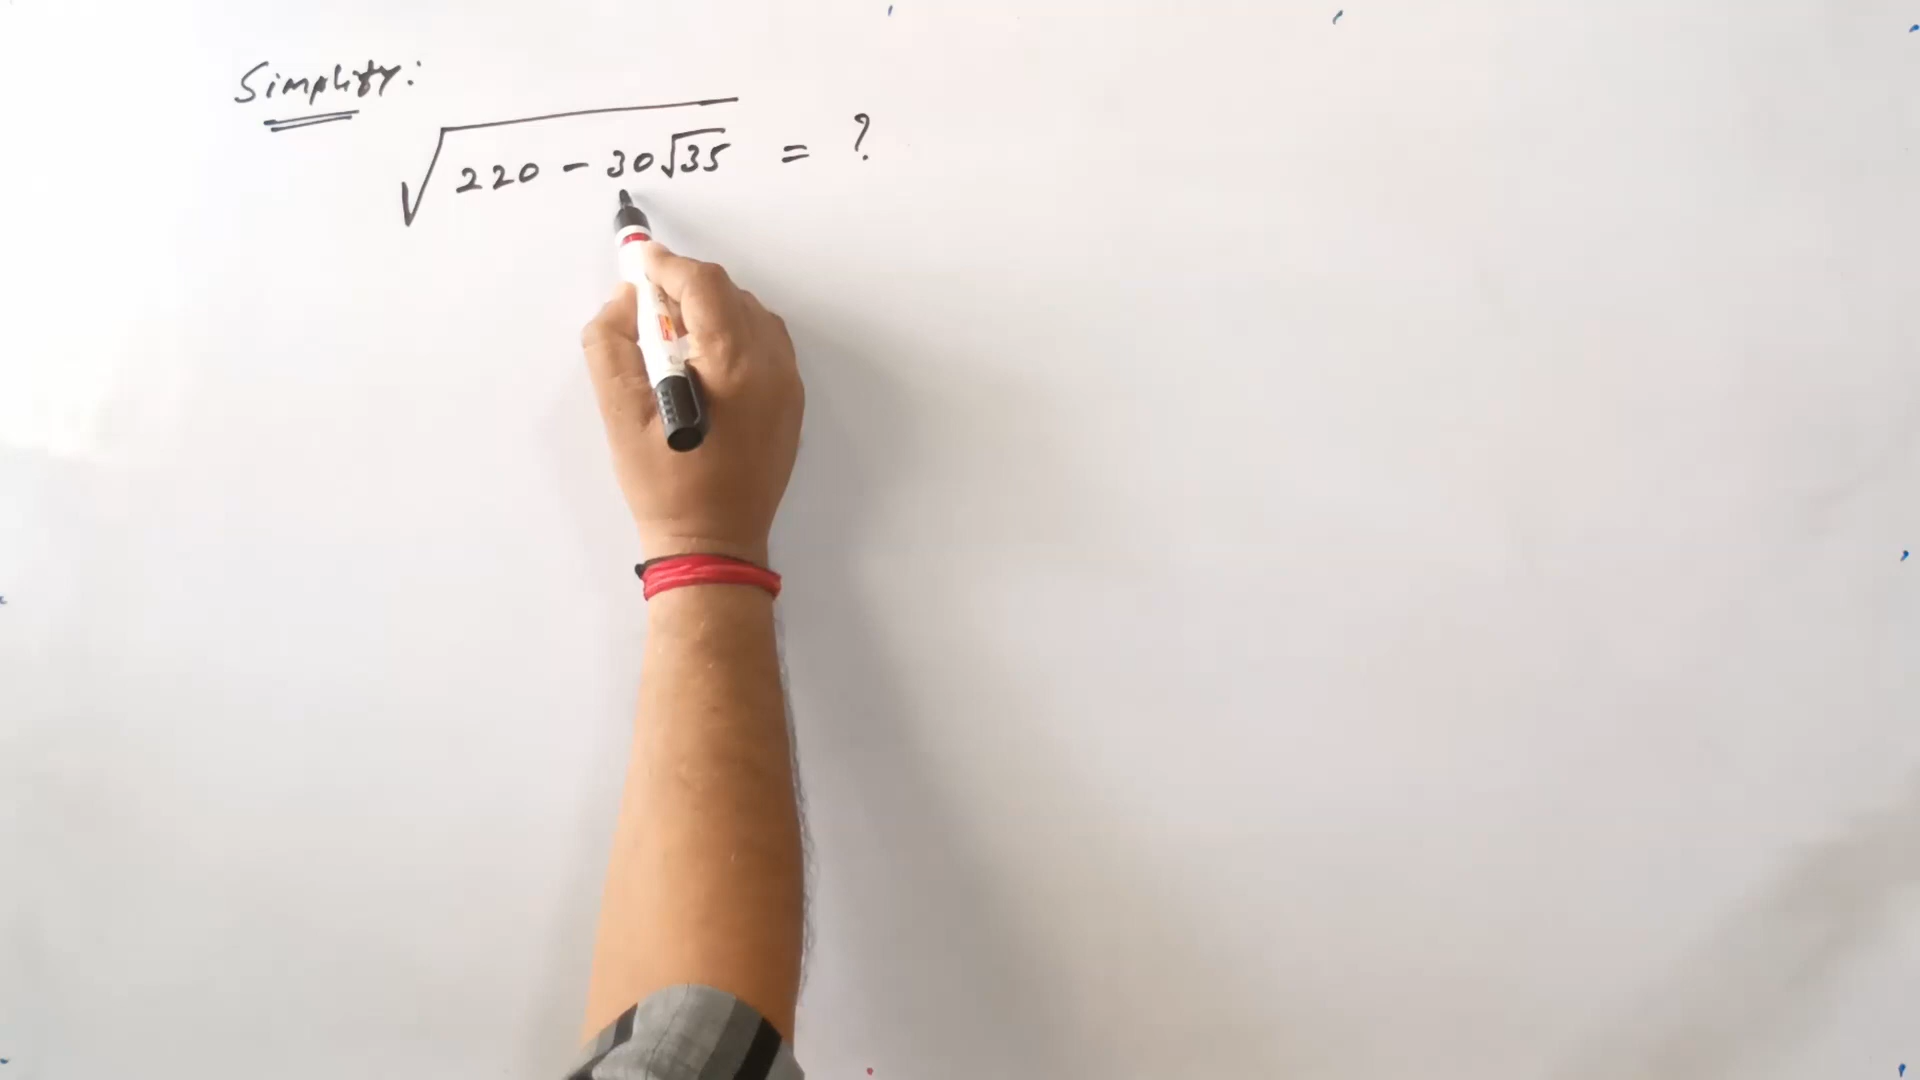 Simplify:
√(220 - 30√35) = ?